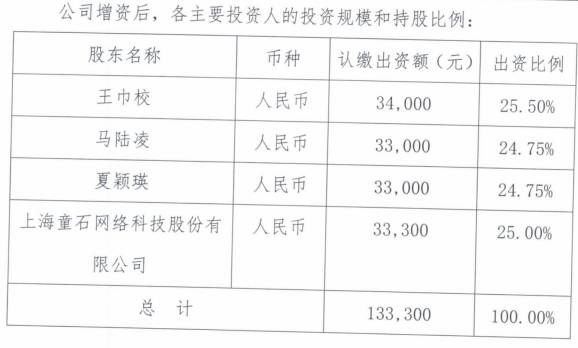 公司增资后，各主要投资人的投资规模和持股比例：
股东名称 币种 认缴出资额（元） 出资比例
王巾校 人民币 34,000 25.50%
马陆凌 人民币 33,000 24.75%
夏颖瑛 人民币 33,000 24.75%
上海童石网络科技股份有 人民币 33,300 25.00%
限公司
总 计 133,300 100.00%